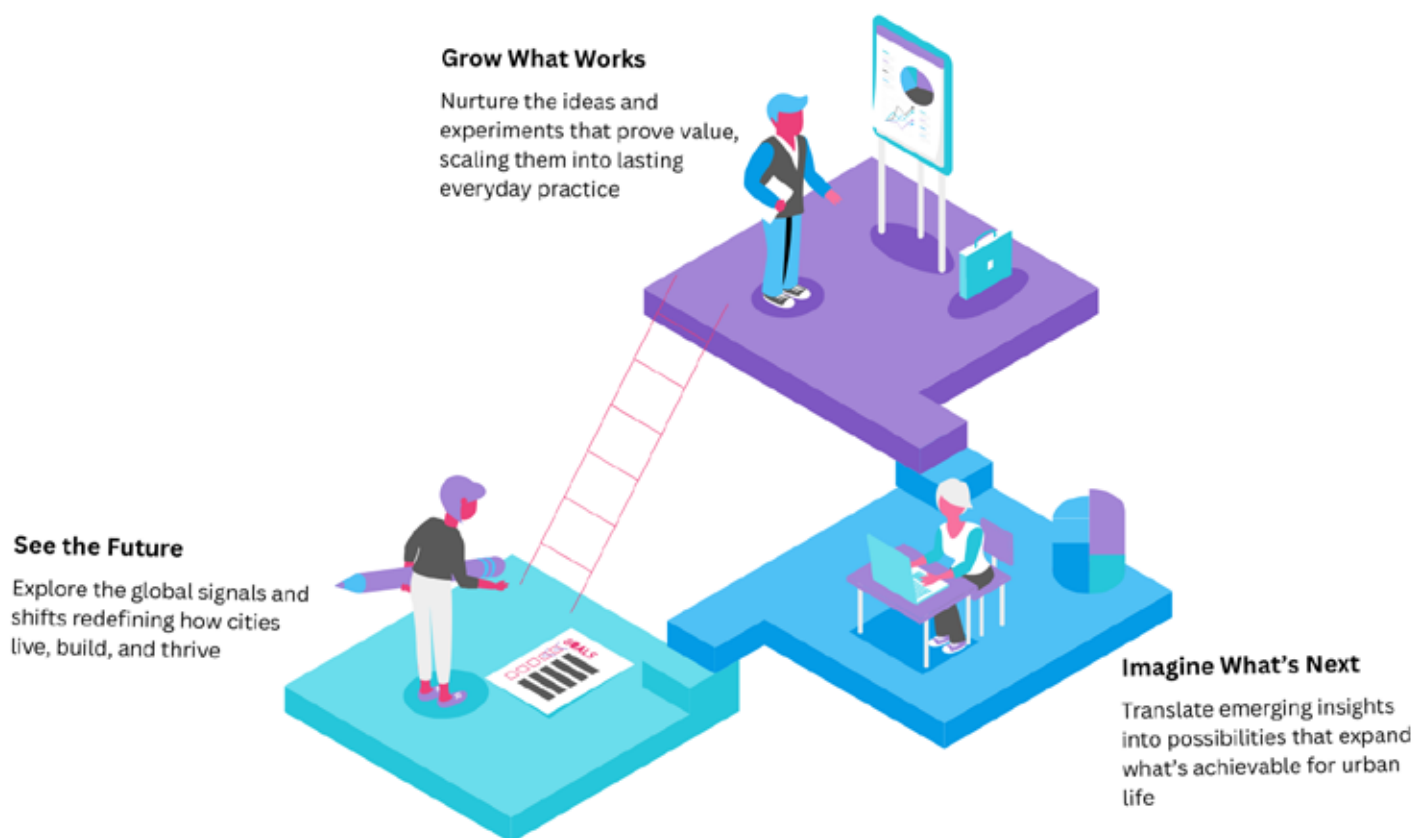 Grow What Works
Nurture the ideas and
experiments that prove value,
scaling them into lasting
everyday practice
See the Future
Explore the global signals and
shifts redefining how cities
live, build, and thrive
GOALS
Imagine What's Next
Translate emerging insights
into possibilities that expand
what's achievable for urban
life